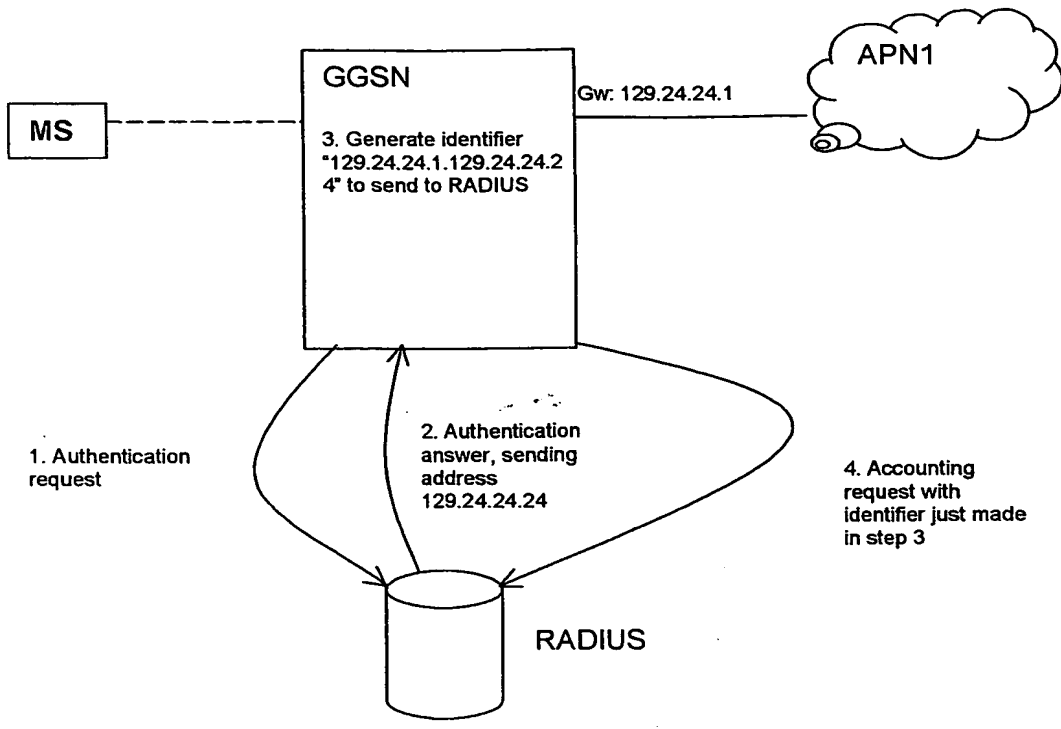 GGSN
APN1
Gw: 129.24.24.1
MS
3. Generate identifier
"129.24.24.1.129.24.24.2
4" to send to RADIUS
1. Authentication
request
2. Authentication
answer, sending
address
129.24.24.24
4. Accounting
request with
identifier just made
in step 3
RADIUS